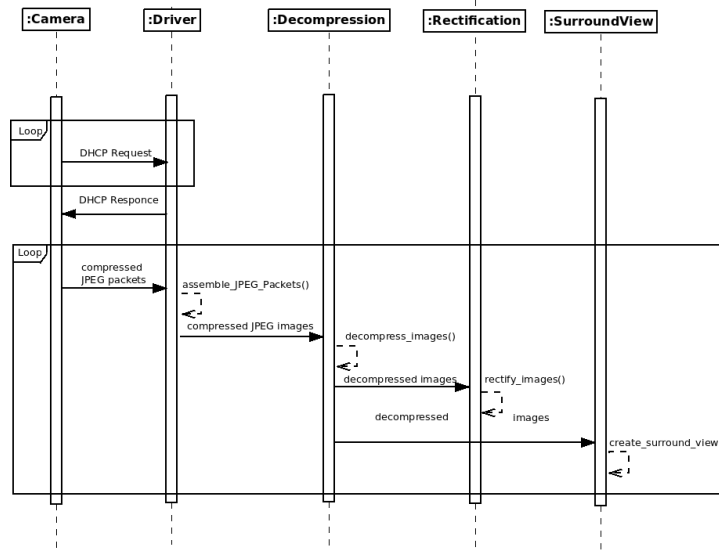 :Camera
:Driver
:Decompression
:Rectification
:SurroundView
Loop
DHCP Request
DHCP Responce
Loop
compressed
JPEG packets
assemble_JPEG_Packets()
compressed JPEG images
decompress_images()
decompressed images
rectify_images()
decompressed images
create_surround_view